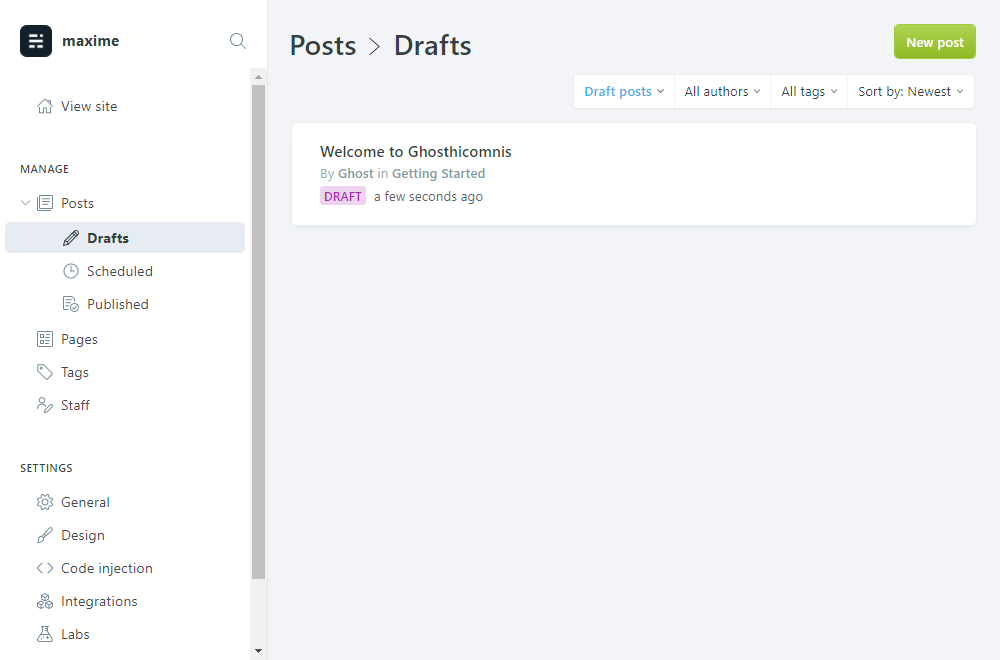 maxime
View site
MANAGE
Posts
Drafts
Scheduled
Published
Pages
Tags
Staff
SETTINGS
General
Design
Code injection
Integrations
Labs
Posts > Drafts
New post
Draft posts All authors All tags Sort by: Newest
Welcome to Ghosthicomnis
By Ghost in Getting Started
DRAFT a few seconds ago